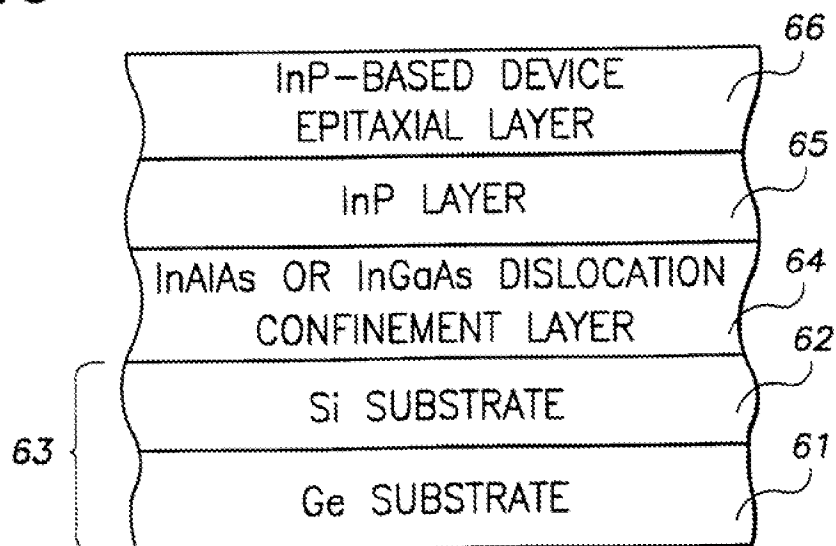 66
InP-BASED DEVICE
EPITAXIAL LAYER
65
InP LAYER
64
InAlAs OR InGaAs DISLOCATION
CONFINEMENT LAYER
62
Si SUBSTRATE
63
61
Ge SUBSTRATE